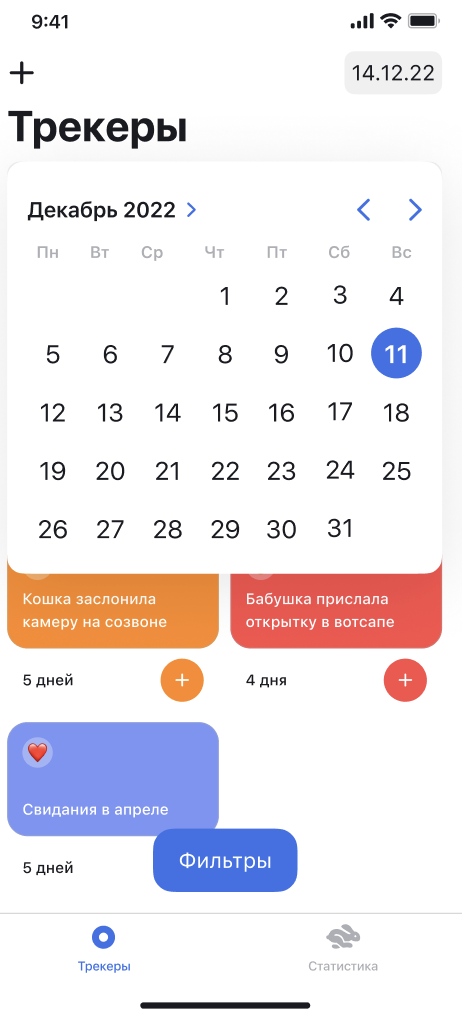 9:41
14.12.22
Трекеры
Декабрь 2022
Пн Вт Ср Чт Пт Сб Вс
1 2 3 4
5 6 7 8 9 10 11
12 13 14 15 16 17 18
19 20 21 22 23 24 25
26 27 28 29 30 31
Кошка заслонила
камеру на созвоне
Бабушка прислала
открытку в вотсапе
5 дней
4 дня
Свидания в апреле
5 дней
Фильтры
Трекеры
Статистика